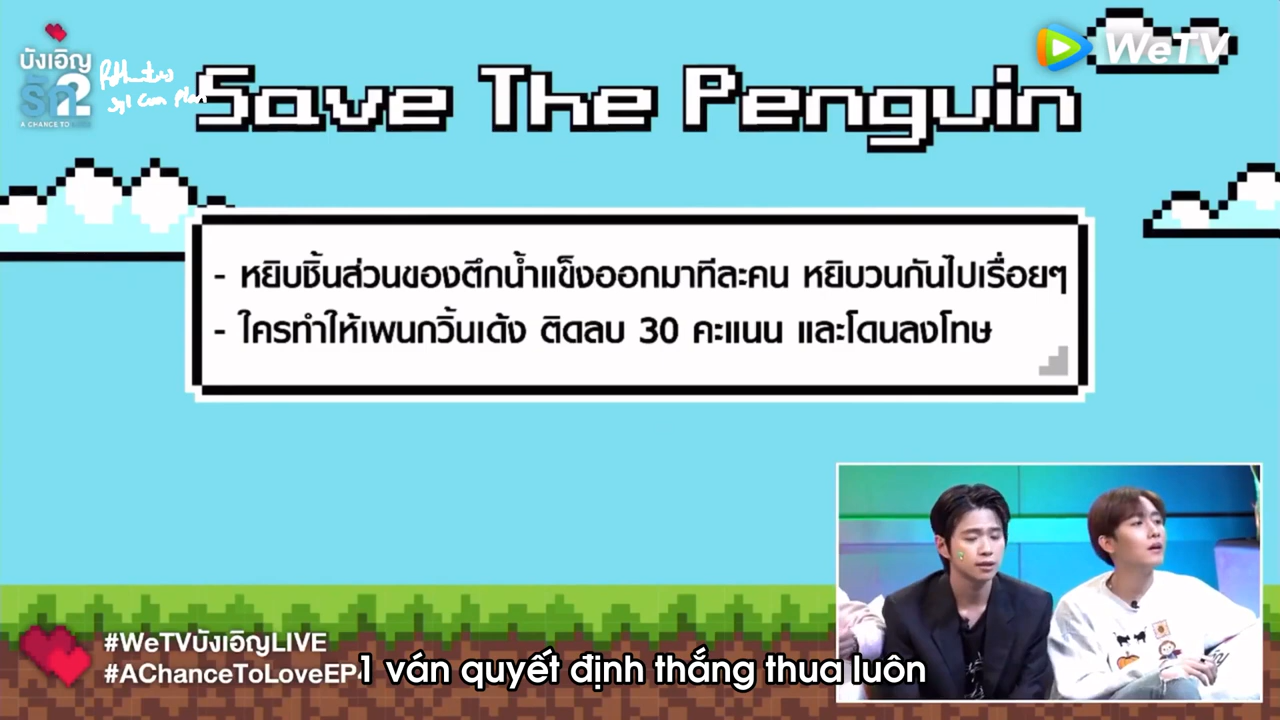 บังเอิญ
รัก2
A CHANCE TO
WeTV
Save The Penguin
- หยิบชิ้นส่วนของตึกน้ำแข็งออกมาทีละคน หยิบวนกันไปเรื่อยๆ
- ใครทำให้เพนกวิ้นเด้ง ติดลบ 30 คะแนน และโดนลงโทษ
#WeTVบังเอิญLIVE
#AChanceToLoveEP4
1 ván quyết định thắng thua luôn